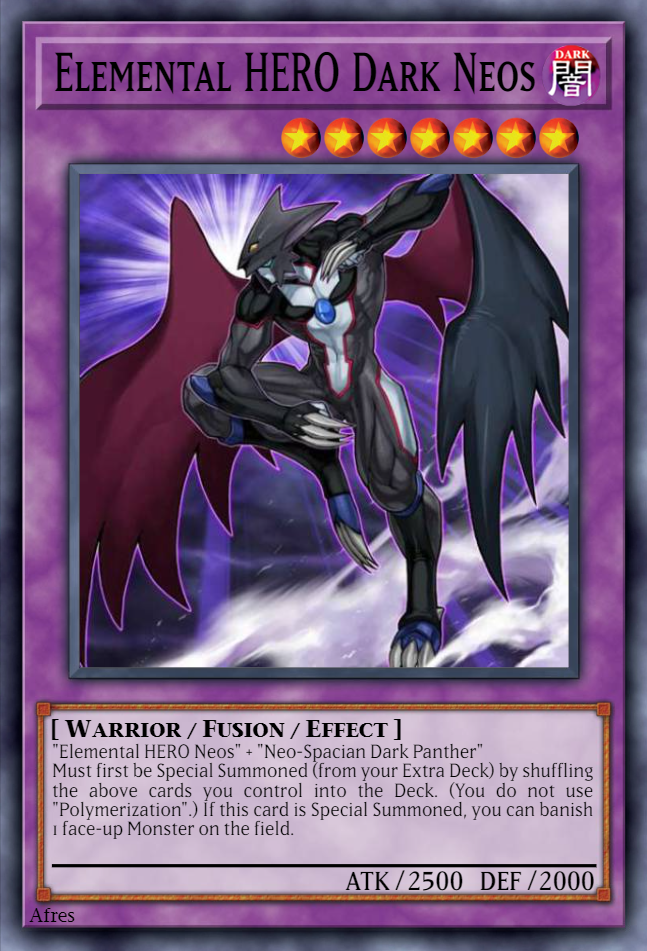 Elemental HERO Dark Neos
DARK
闇
[ Warrior / Fusion / Effect ]
"Elemental HERO Neos" + "Neo-Spacian Dark Panther"
Must first be Special Summoned (from your Extra Deck) by shuffling
the above cards you control into the Deck. (You do not use
"Polymerization".) If this card is Special Summoned, you can banish
1 face-up Monster on the field.
ATK/2500 DEF/2000
Afres